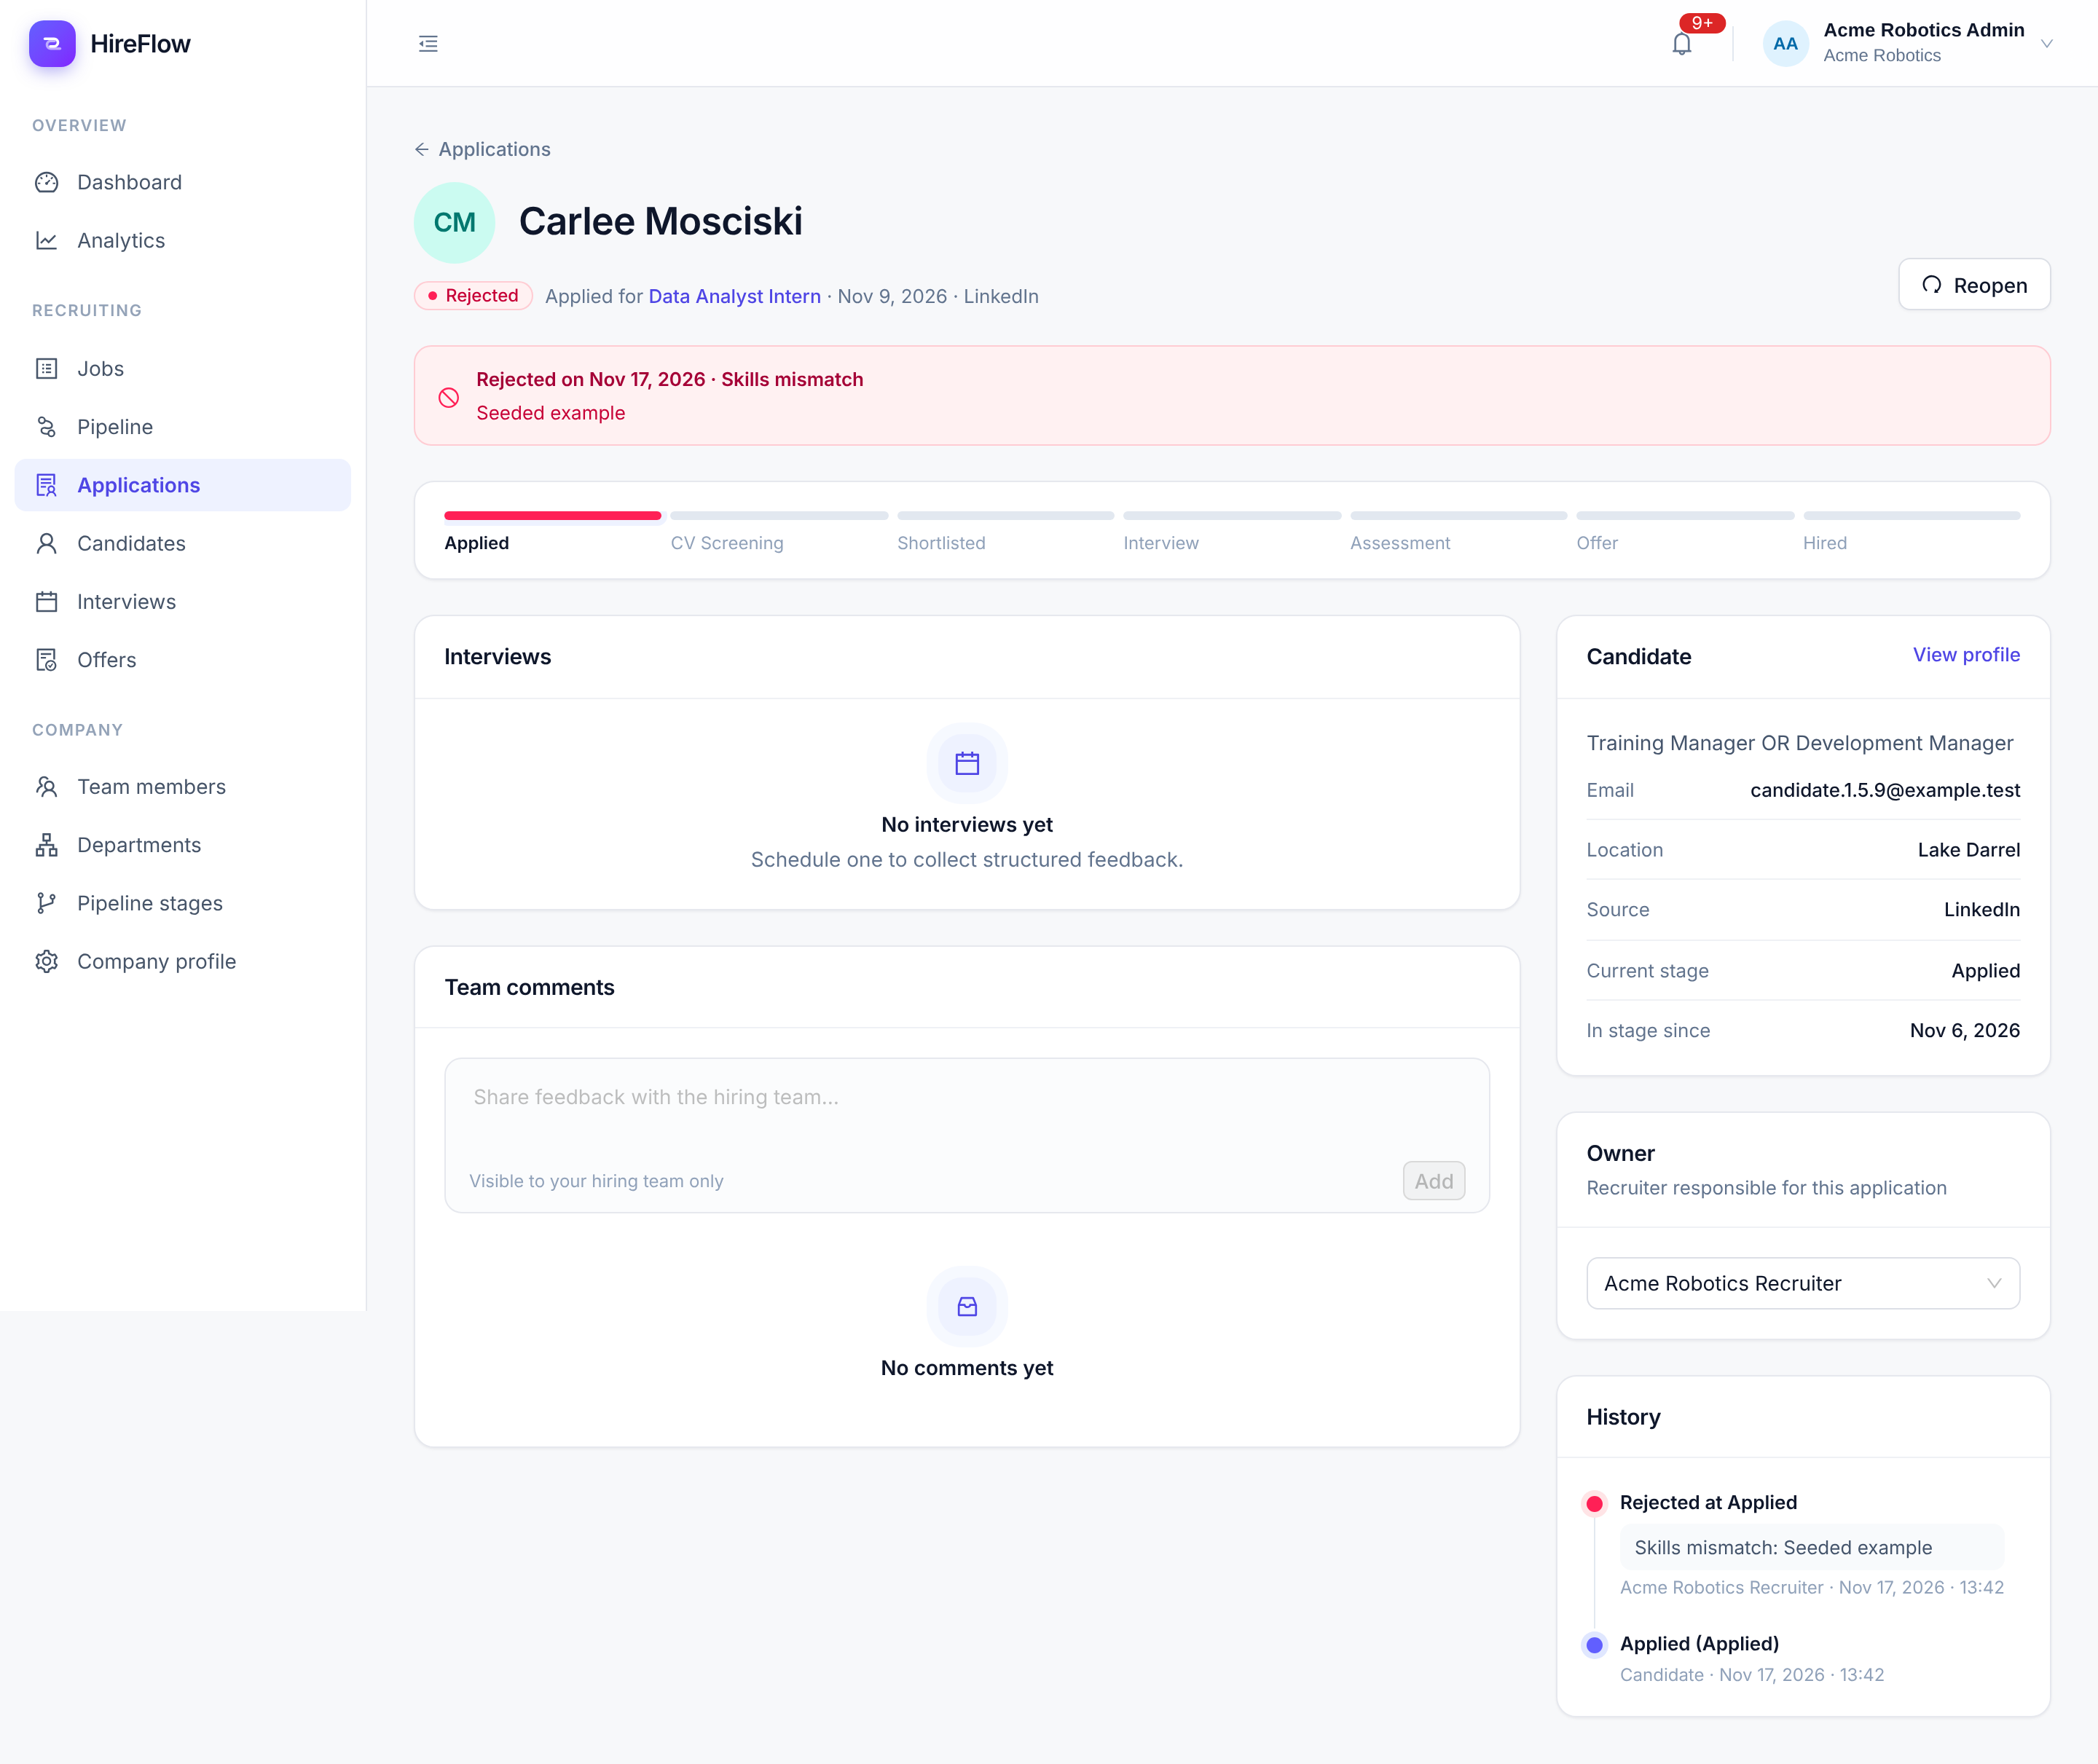 HireFlow
OVERVIEW
Dashboard
Analytics
RECRUITING
Jobs
Pipeline
Applications
Candidates
Interviews
Offers
COMPANY
Team members
Departments
Pipeline stages
Company profile
9+
AA
Acme Robotics Admin
Acme Robotics
Applications
CM
Carlee Mosciski
Rejected
Applied for Data Analyst Intern · Nov 9, 2026 · LinkedIn
Reopen
Rejected on Nov 17, 2026 · Skills mismatch
Seeded example
Applied
CV Screening
Shortlisted
Interview
Assessment
Offer
Hired
Interviews
No interviews yet
Schedule one to collect structured feedback.
Team comments
Share feedback with the hiring team...
Visible to your hiring team only
Add
No comments yet
Candidate
View profile
Training Manager OR Development Manager
Email candidate.1.5.9@example.test
Location Lake Darrel
Source LinkedIn
Current stage Applied
In stage since Nov 6, 2026
Owner
Recruiter responsible for this application
Acme Robotics Recruiter
History
Rejected at Applied
Skills mismatch: Seeded example
Acme Robotics Recruiter · Nov 17, 2026 · 13:42
Applied (Applied)
Candidate · Nov 17, 2026 · 13:42